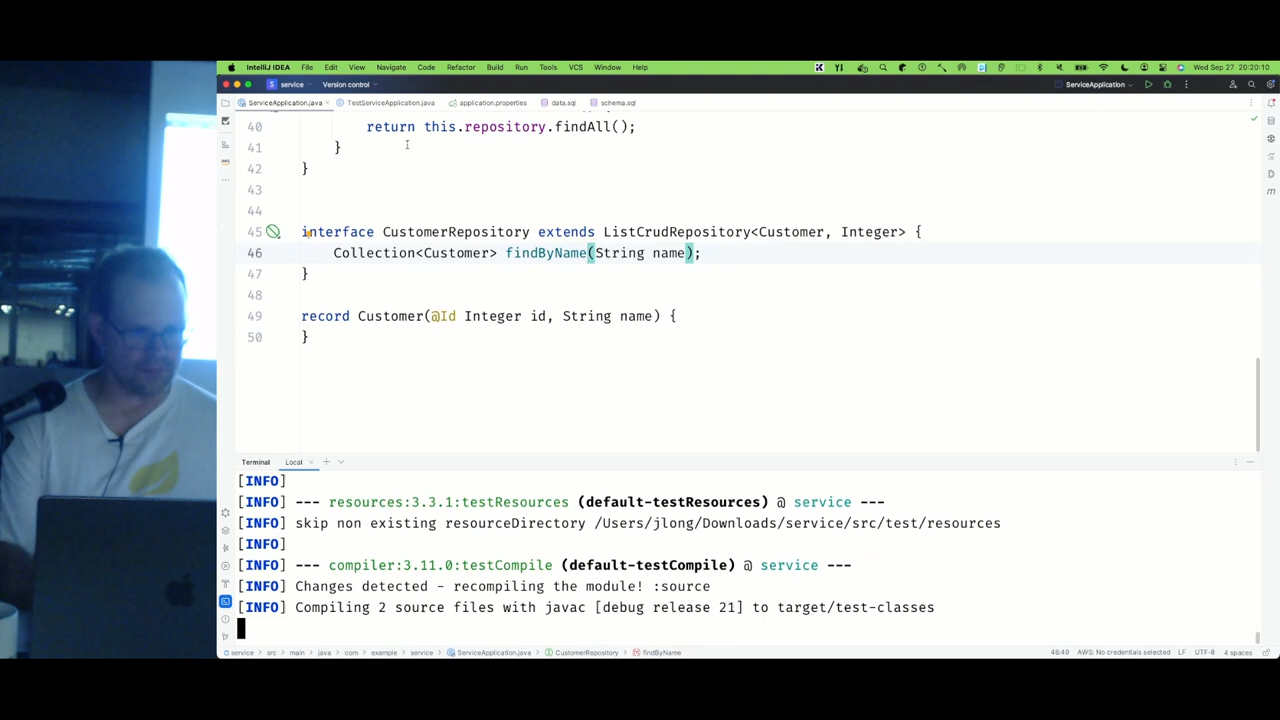 IntelliJ IDEA File Edit View Navigate Code Refactor Build Run Tools VCS Window Help Wed Sep 27 20:20:10
S service Version control ServiceApplication
ServiceApplication.java TestServiceApplication.java application.properties data.sql schema.sql
40 return this.repository.findAll();
41 }
42 }
43
44
45 interface CustomerRepository extends ListCrudRepository<Customer, Integer> {
46 Collection<Customer> findByName(String name);
47 }
48
49 record Customer(@Id Integer id, String name) {
50 }
Terminal Local
[INFO]
[INFO] --- resources:3.3.1:testResources (default-testResources) @ service ---
[INFO] skip non existing resourceDirectory /Users/jlong/Downloads/service/src/test/resources
[INFO]
[INFO] --- compiler:3.11.0:testCompile (default-testCompile) @ service ---
[INFO] Changes detected - recompiling the module! :source
[INFO] Compiling 2 source files with javac [debug release 21] to target/test-classes
service src main java com example service ServiceApplication.java CustomerRepository findByName 46:49 AWS: No credentials selected LF UTF-8 4 spaces